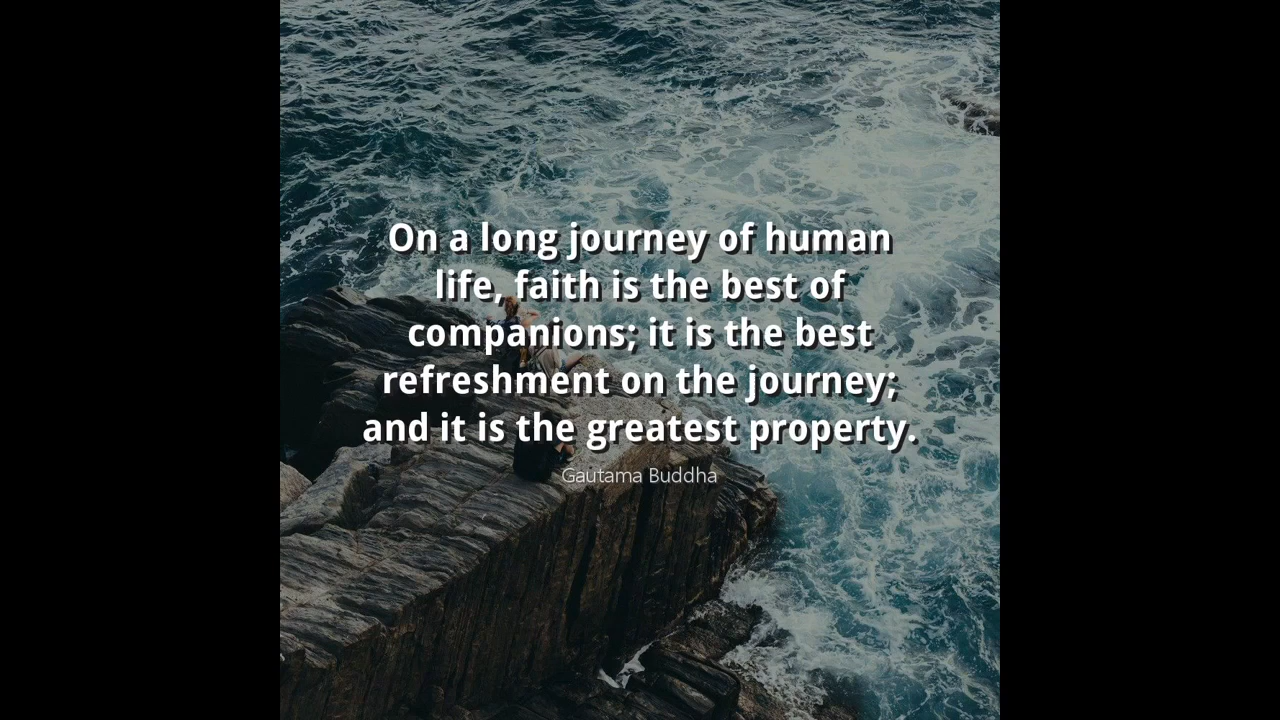 On a long journey of human
life, faith is the best of
companions; it is the best
refreshment on the journey;
and it is the greatest property.
Gautama Buddha